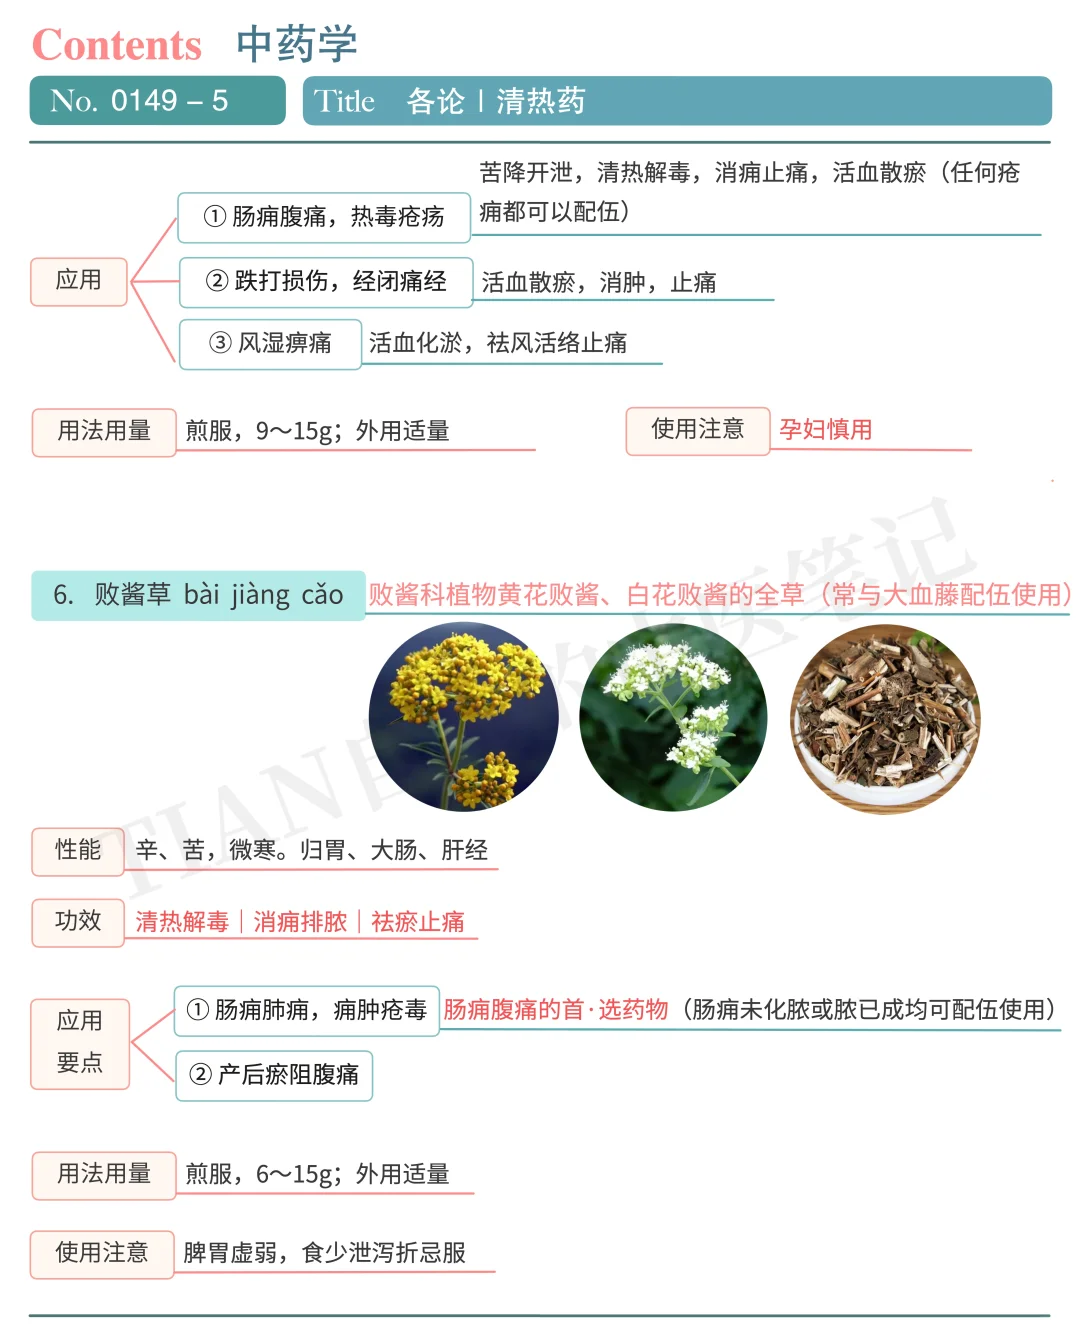 Contents 中药学
No. 0149 – 5 Title 各论 | 清热药
苦降开泄，清热解毒，消痈止痛，活血散瘀（任何疮
痈都可以配伍）
① 肠痈腹痛，热毒疮疡
应用
② 跌打损伤，经闭痛经 活血散瘀，消肿，止痛
③ 风湿痹痛 活血化淤，祛风活络止痛
用法用量 煎服，9～15g；外用适量 使用注意 孕妇慎用
6. 败酱草 bài jiàng cǎo 败酱科植物黄花败酱、白花败酱的全草（常与大血藤配伍使用）
性能 辛、苦，微寒。归胃、大肠、肝经
功效 清热解毒｜消痈排脓｜祛瘀止痛
应用
要点
① 肠痈肺痈，痈肿疮毒 肠痈腹痛的首·选药物（肠痈未化脓或脓已成均可配伍使用）
② 产后瘀阻腹痛
用法用量 煎服，6～15g；外用适量
使用注意 脾胃虚弱，食少泄泻折忌服